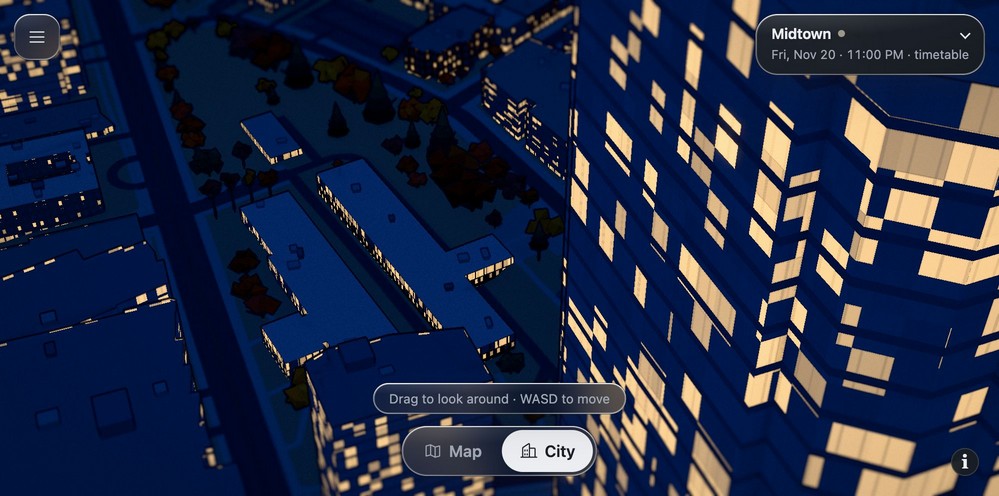 Midtown
Fri, Nov 20 · 11:00 PM · timetable
Drag to look around · WASD to move
Map
City